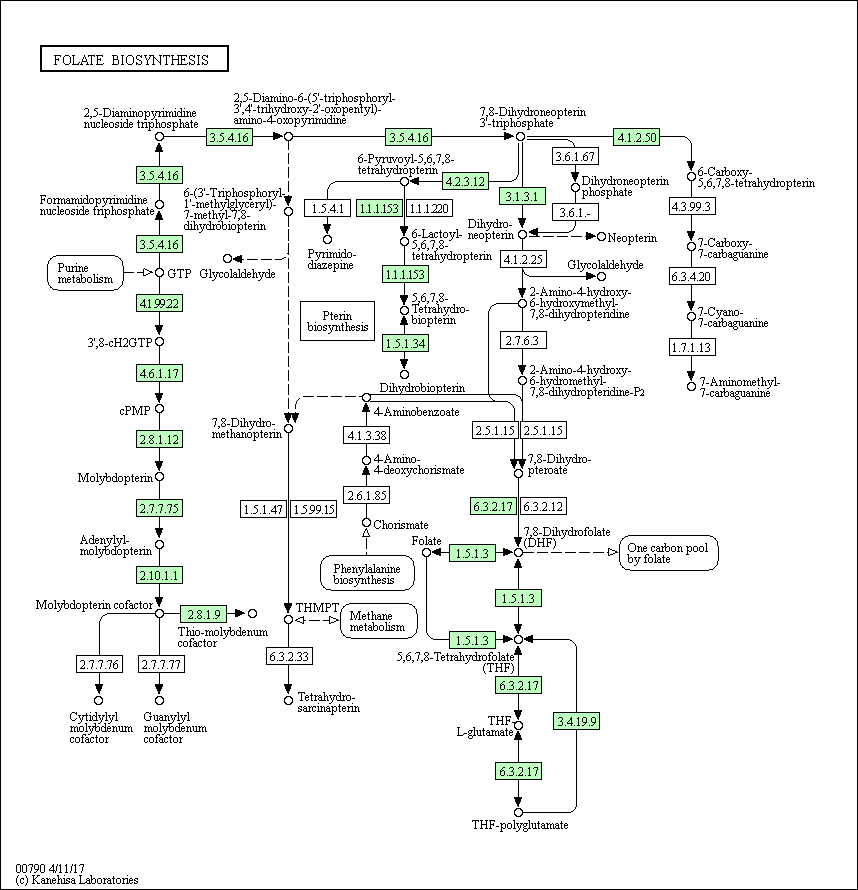 FOLATE BIOSYNTHESIS
2,5-Diaminopyrimidine
nucleoside triphosphate
2,5-Diamino-6-(5'-triphosphoryl-
3',4'-trihydroxy-2'-oxopentyl)-
amino-4-oxopyrimidine
7,8-Dihydroneopterin
3'-triphosphate
3.5.4.16
3.5.4.16
4.1.2.50
3.6.1.67
6-Pyruvoyl-5,6,7,8-
tetrahydropterin
3.5.4.16
4.2.3.12
Dihydroneopterin
phosphate
6-Carboxy-
5,6,7,8-tetrahydropterin
6-(3'-Triphosphoryl-
1'-methylglyceryl)-
7-methyl-7,8-
dihydrobiopterin
3.1.3.1
Formamidopyrimidine
nucleoside triphosphate
1.5.4.1
1.1.1.153
1.1.1.220
3.6.1.-
4.3.99.3
3.5.4.16
Pyrimido-
diazepine
6-Lactoyl-
5,6,7,8-
tetrahydropterin
Dihydro-
neopterin
Neopterin
7-Carboxy-
7-carbaguanine
Purine
metabolism
GTP
Glycolaldehyde
1.1.1.153
4.1.2.25
Glycolaldehyde
6.3.4.20
4.1.99.22
Pterin
biosynthesis
5,6,7,8-
Tetrahydro-
biopterin
2-Amino-4-hydroxy-
6-hydroxymethyl-
7,8-dihydropteridine
7-Cyano-
7-carbaguanine
3',8-cH2GTP
1.5.1.34
2.7.6.3
1.7.1.13
4.6.1.17
2-Amino-4-hydroxy-
6-hydromethyl-
7,8-dihydropteridine-P2
7-Aminomethyl-
7-carbaguanine
Dihydrobiopterin
cPMP
4-Aminobenzoate
7,8-Dihydro-
methanopterin
2.8.1.12
4.1.3.38
2.5.1.15
2.5.1.15
Molybdopterin
4-Amino-
4-deoxychorismate
7,8-Dihydro-
pteroate
2.7.7.75
1.5.1.47
1.5.99.15
2.6.1.85
6.3.2.17
6.3.2.12
Chorismate
Adenylyl-
molybdopterin
Folate
1.5.1.3
7,8-Dihydrofolate
(DHF)
One carbon pool
by folate
2.10.1.1
Phenylalanine
biosynthesis
1.5.1.3
Molybdopterin cofactor
2.8.1.9
Thio-molybdenum
cofactor
THMPT
Methane
metabolism
1.5.1.3
2.7.7.76
2.7.7.77
6.3.2.33
5,6,7,8-Tetrahydrofolate
(THF)
6.3.2.17
Tetrahydro-
sarcinapterin
Cytidylyl
molybdenum
cofactor
Guanylyl
molybdenum
cofactor
THF-
L-glutamate
3.4.19.9
6.3.2.17
THF-polyglutamate
00790 4/11/17
(c) Kanehisa Laboratories